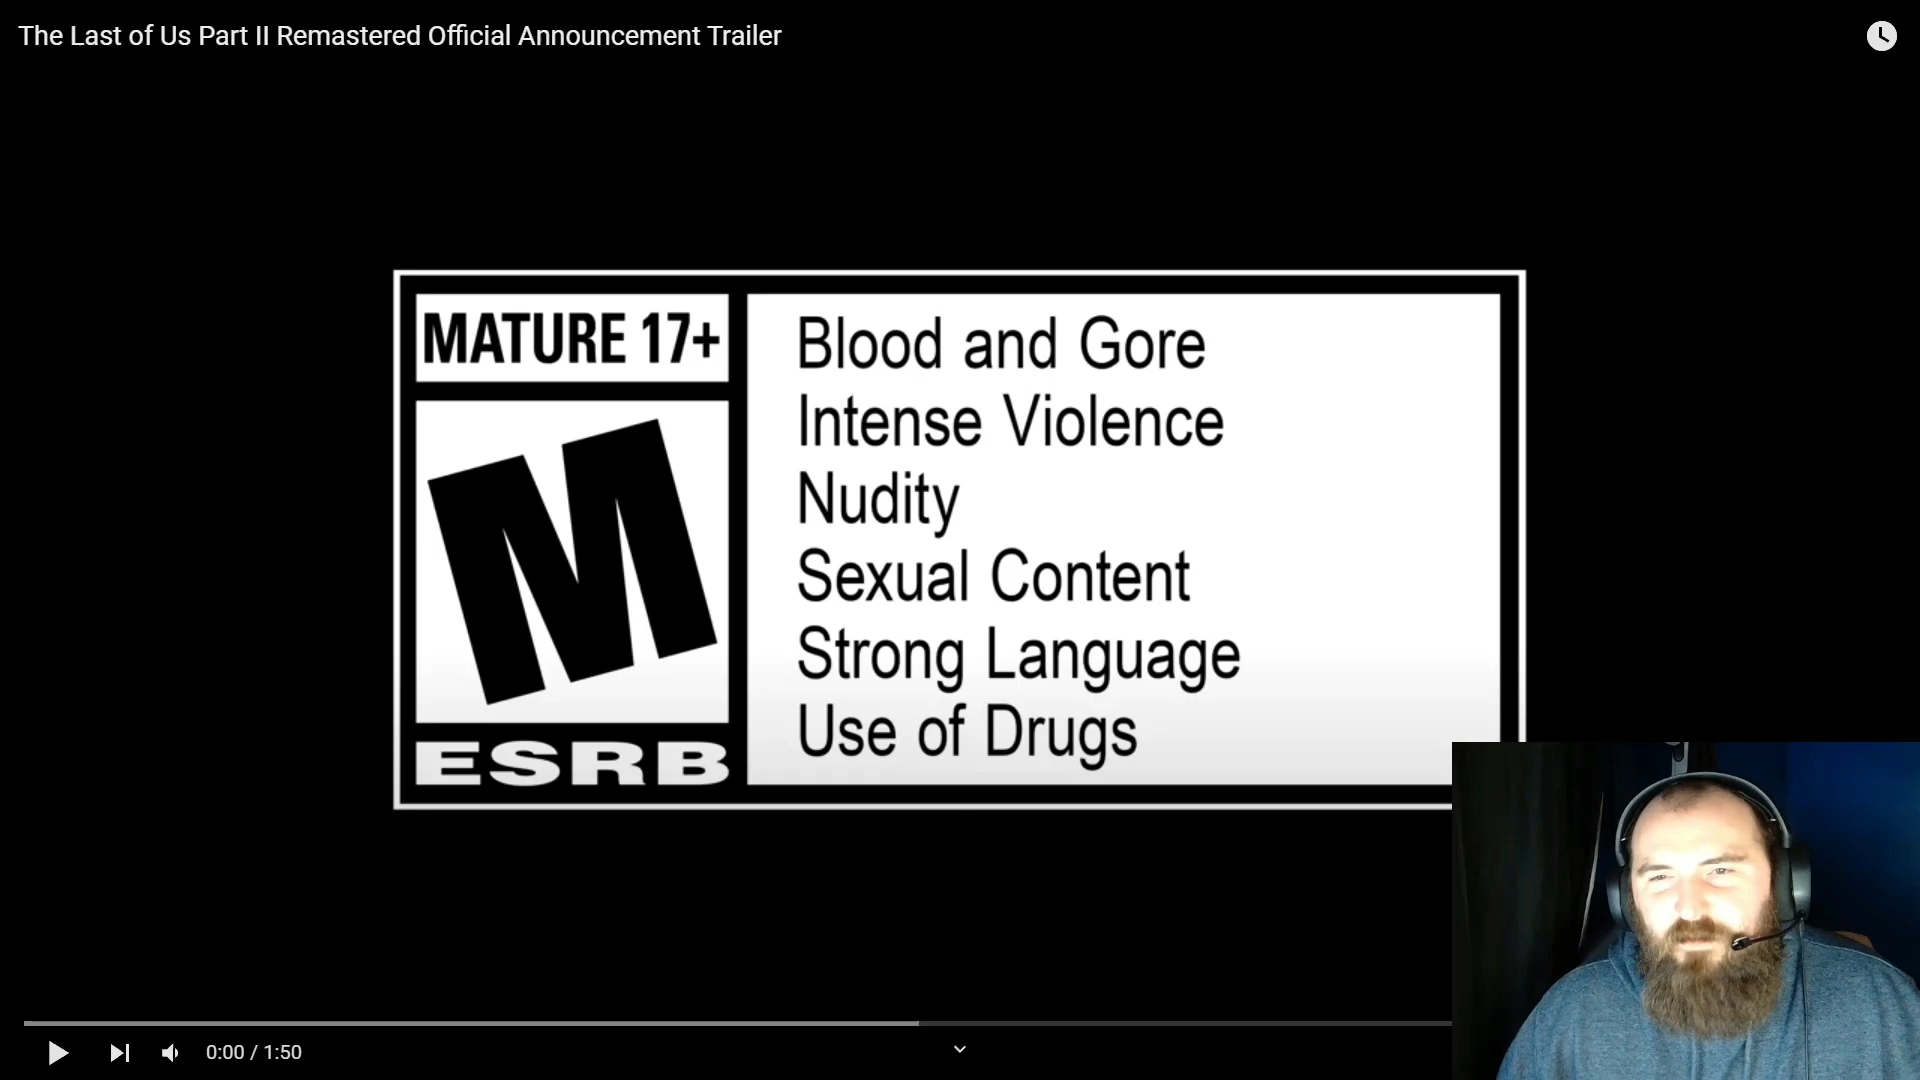 The Last of Us Part II Remastered Official Announcement Trailer
MATURE 17+
M
ESRB
Blood and Gore
Intense Violence
Nudity
Sexual Content
Strong Language
Use of Drugs
0:00 / 1:50